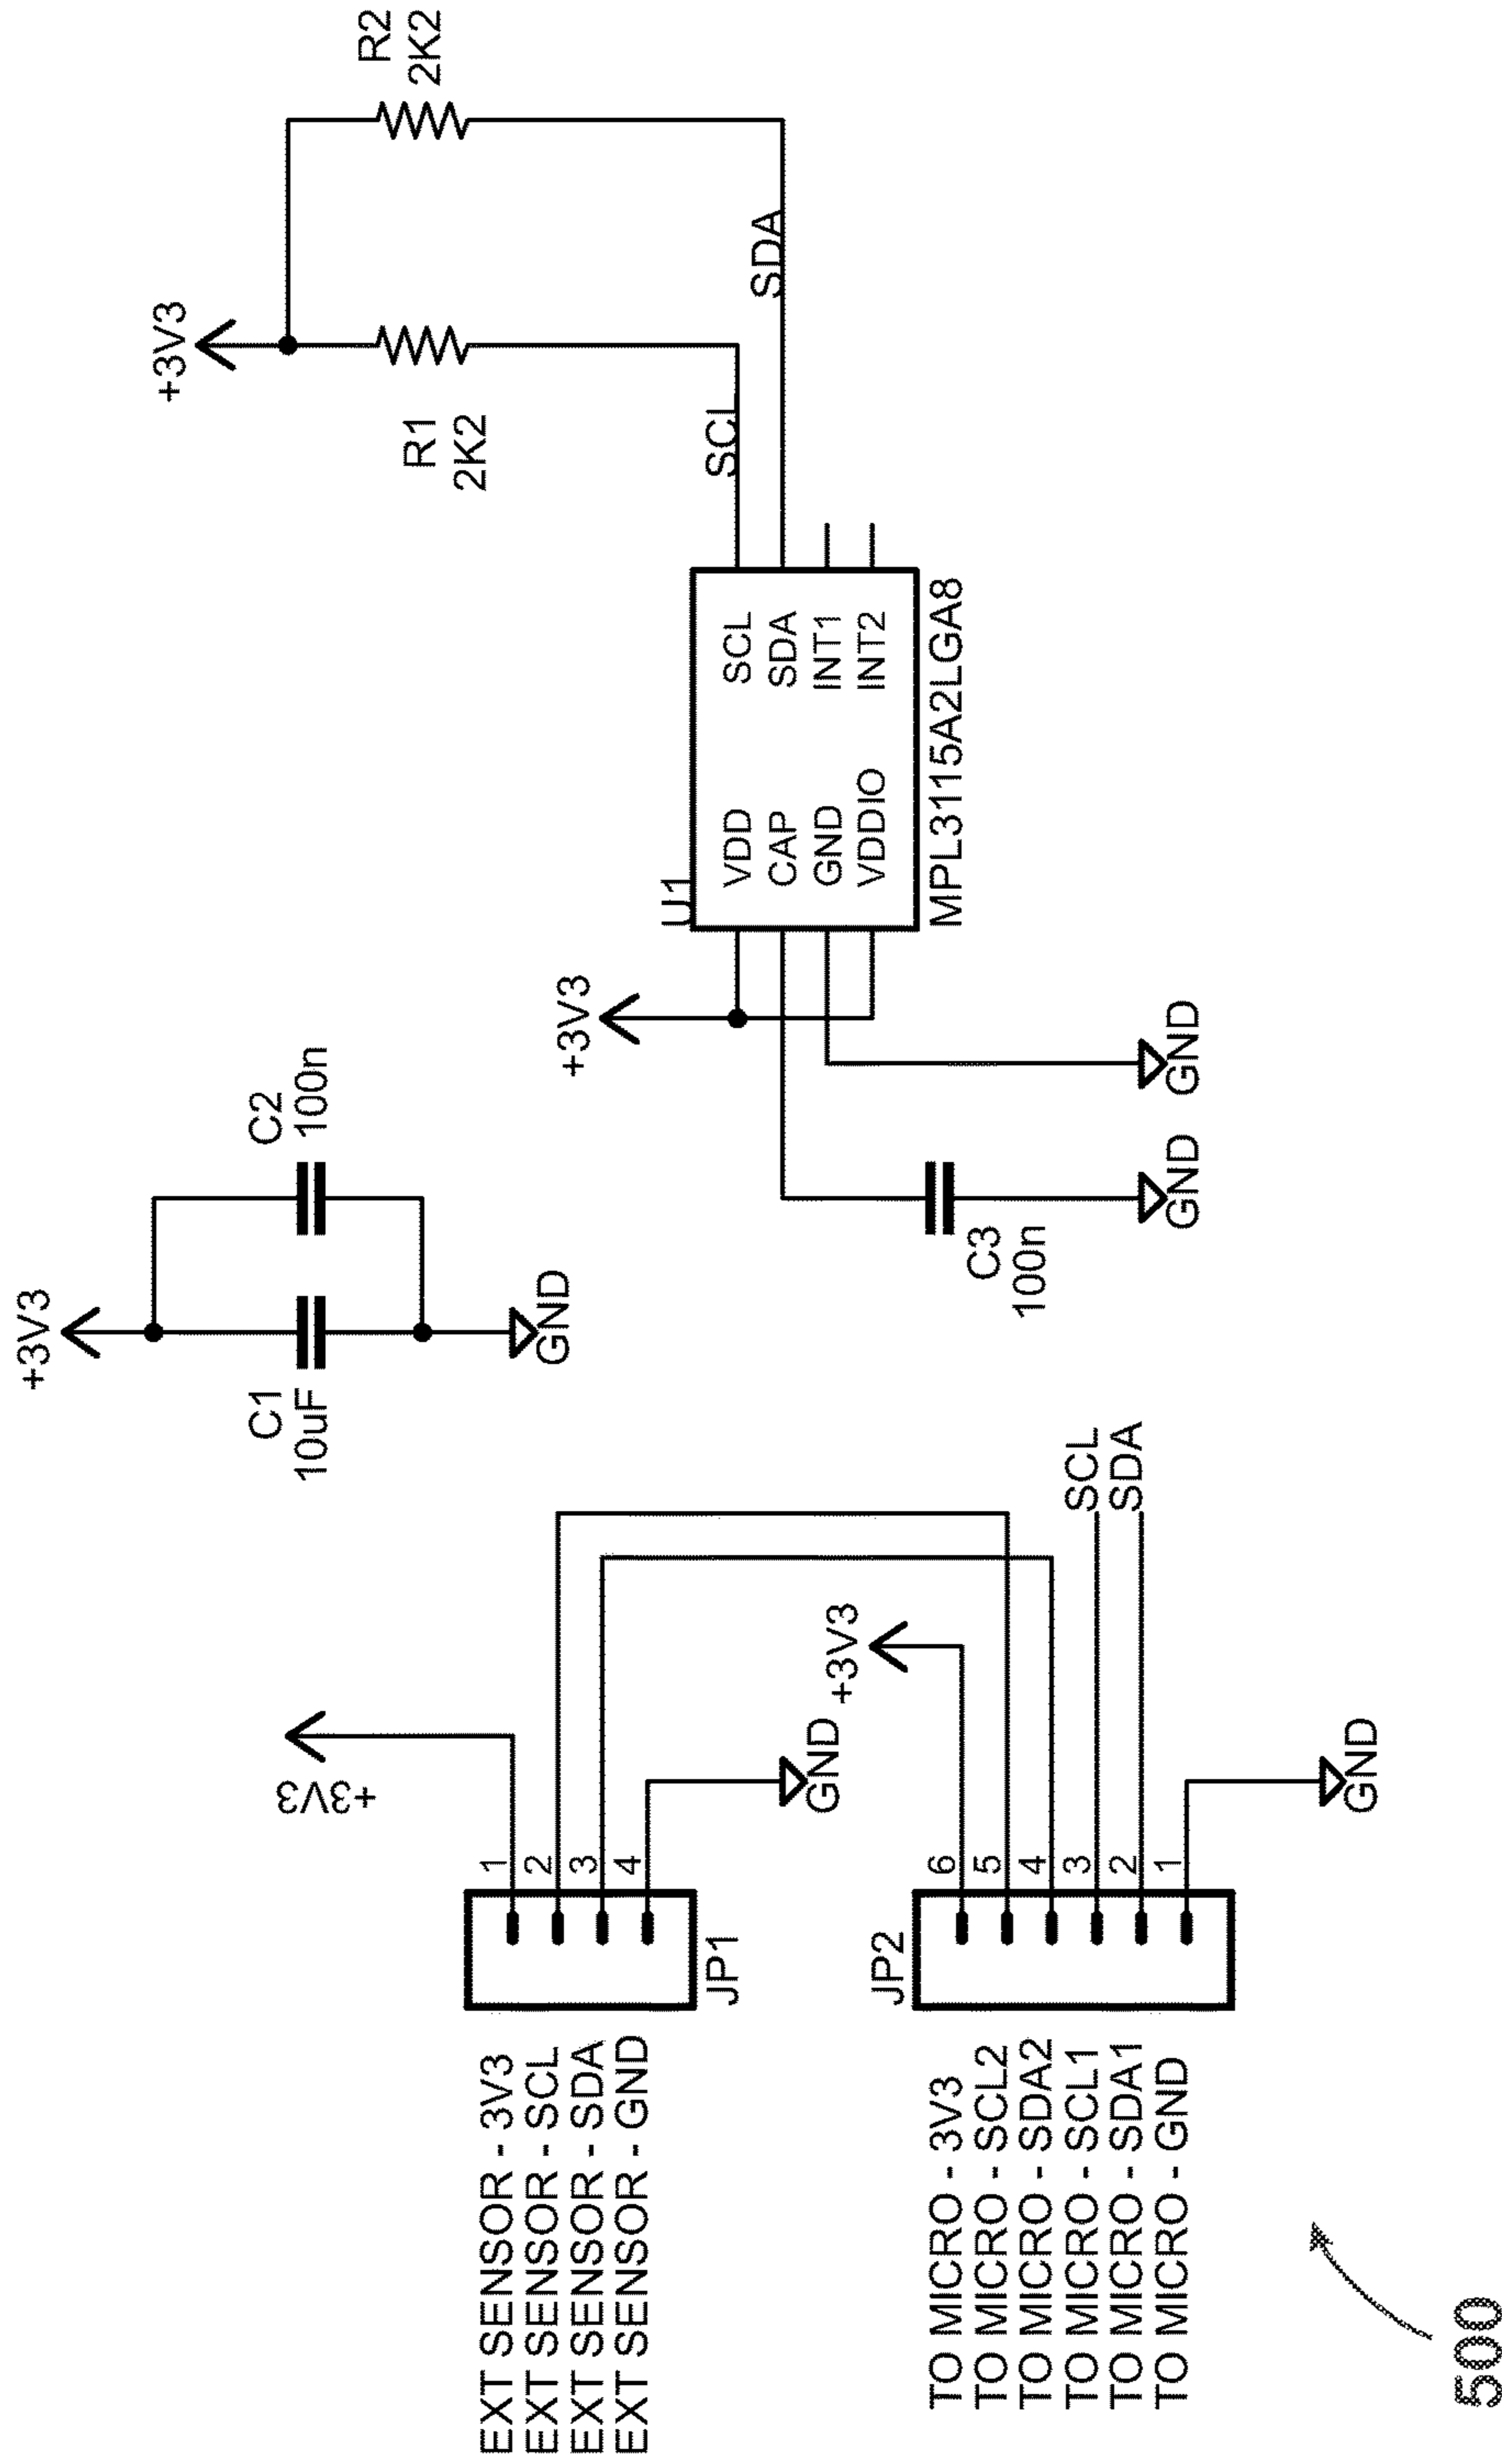 EXT SENSOR - 3V3
EXT SENSOR - SCL
EXT SENSOR - SDA
EXT SENSOR - GND
1
2
3
4
JP1
+3V3
GND
TO MICRO - 3V3
TO MICRO - SCL2
TO MICRO - SDA2
TO MICRO - SCL1
TO MICRO - SDA1
TO MICRO - GND
JP2
6
5
4
3
2
1
+3V3
SCL
SDA
GND
+3V3
C1
10uF
C2
100n
GND
+3V3
U1
VDD
CAP
GND
VDDIO
SCL
SDA
INT1
INT2
MPL3115A2LGA8
C3
100n
GND
GND
+3V3
R1
2K2
R2
2K2
SCL
SDA
500